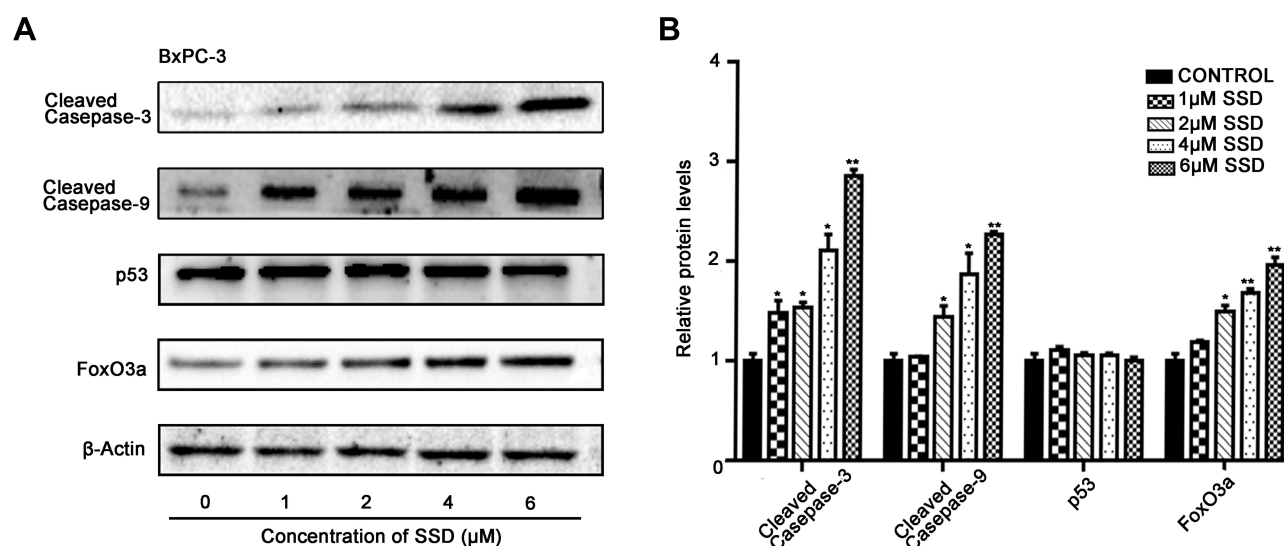 A
BxPC-3
Cleaved
Casepase-3
Cleaved
Casepase-9
p53
FoxO3a
β-Actin
0 1 2 4 6
Concentration of SSD (μM)
B
Relative protein levels
4
3
2
1
0
CONTROL
1μM SSD
2μM SSD
4μM SSD
6μM SSD
* * * **
* * **
* ** **
Cleaved
Casepase-3
Cleaved
Casepase-9
p53
FoxO3a